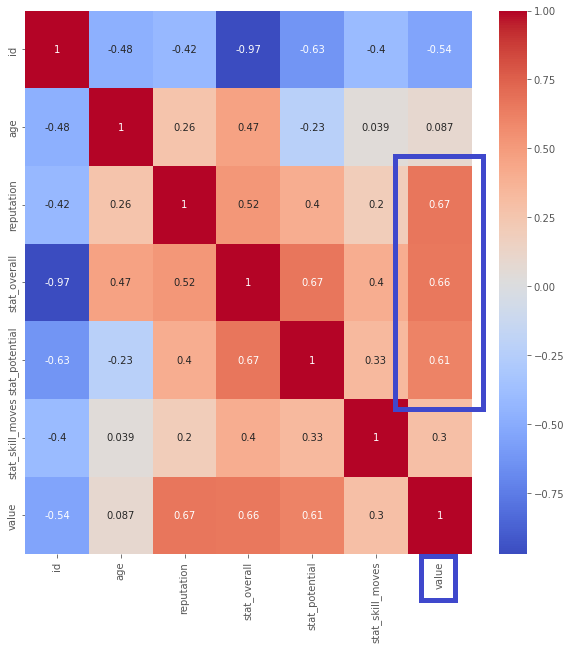 id 1 -0.48 -0.42 -0.97 -0.63 -0.4 -0.54
age -0.48 1 0.26 0.47 -0.23 0.039 0.087
reputation -0.42 0.26 1 0.52 0.4 0.2 0.67
stat_overall -0.97 0.47 0.52 1 0.67 0.4 0.66
stat_potential -0.63 -0.23 0.4 0.67 1 0.33 0.61
stat_skill_moves -0.4 0.039 0.2 0.4 0.33 1 0.3
value -0.54 0.087 0.67 0.66 0.61 0.3 1
id age reputation stat_overall stat_potential stat_skill_moves value
1.00
0.75
0.50
0.25
0.00
−0.25
−0.50
−0.75